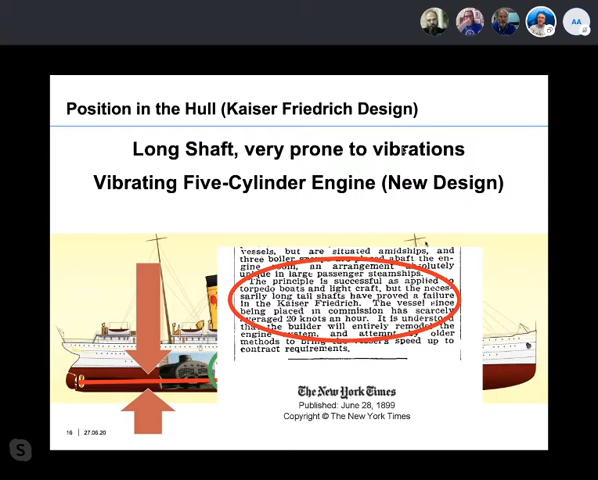 AA
Position in the Hull (Kaiser Friedrich Design)
Long Shaft, very prone to vibrations
Vibrating Five-Cylinder Engine (New Design)
vessels, but are situated amidships, and
three boiler are placed abaft the en-
gine room, an arrangement absolutely
unique in large passenger steamships.
The principle is successful as applied to
torpedo boats and light craft, but the neces-
sarily long tail shafts have proved a failure
in the Kaiser Friedrich. The vessel since
being placed in commission has scarcely
averaged 20 knots an hour. It is understood
that the builder will entirely remodel the
engine system, and attempt by older
methods to bring the vessel's speed up to
contract requirements.
The New York Times
Published: June 28, 1899
Copyright © The New York Times
16 | 27.06.20
S